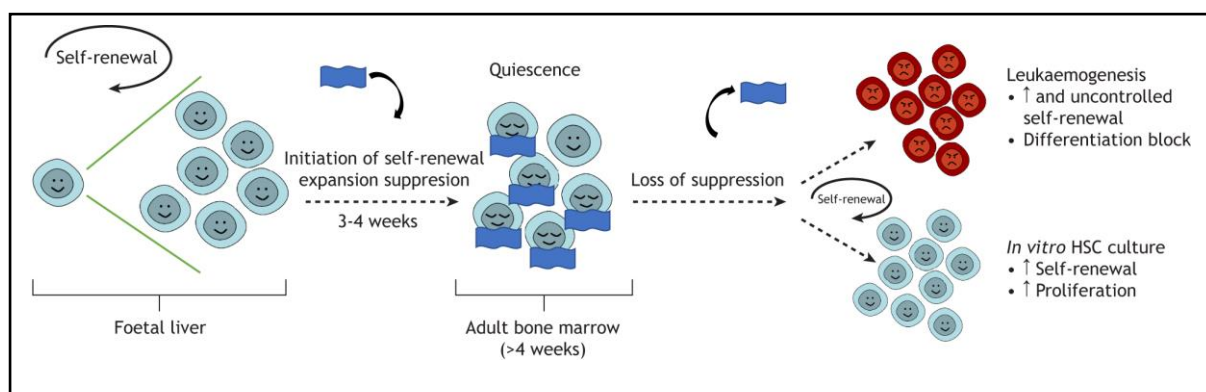 Self-renewal
Foetal liver
Initiation of self-renewal
expansion suppresion
3-4 weeks
Quiescence
Adult bone marrow
(>4 weeks)
Loss of suppression
Leukaemogenesis
• ↑ and uncontrolled
self-renewal
• Differentiation block
Self-renewal
In vitro HSC culture
• ↑ Self-renewal
• ↑ Proliferation